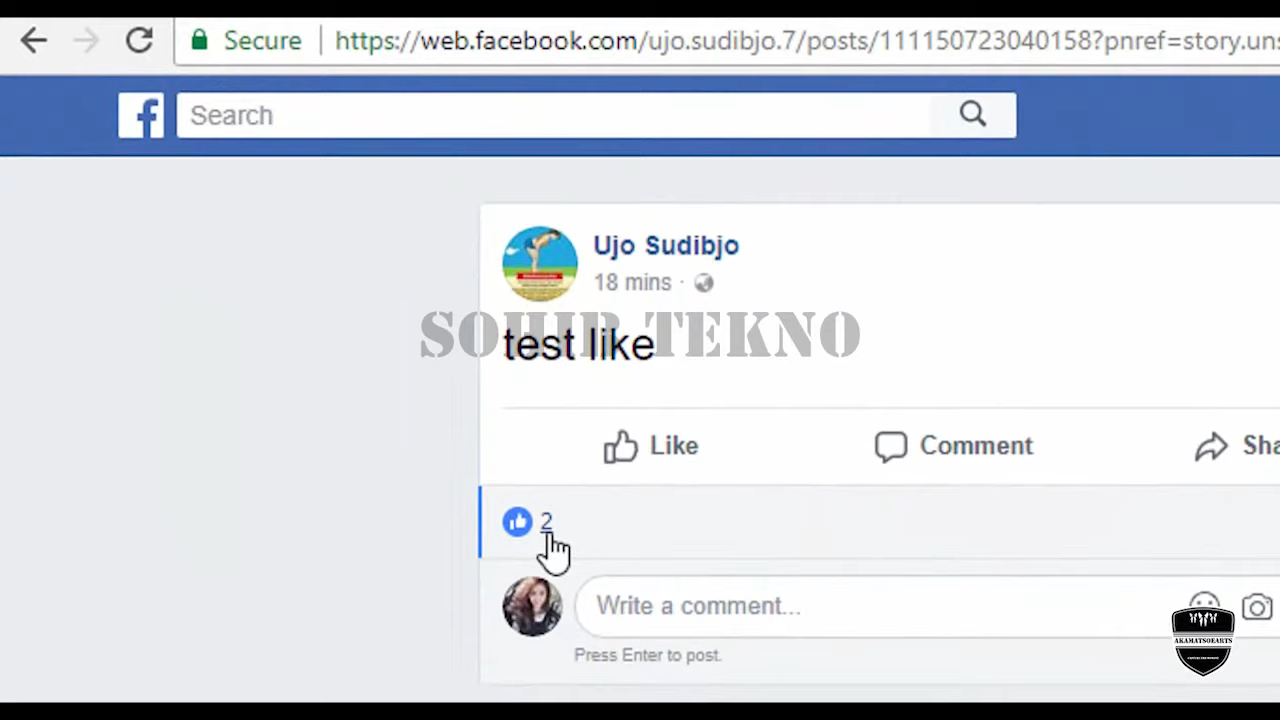 Secure
https://web.facebook.com/ujo.sudibjo.7/posts/111150723040158?pnref=story.uns
Search
Ujo Sudibjo
18 mins ·
SOHIB TEKNO
test like
Like Comment Sha
2
Write a comment...
AKAMATSOEARTS
Press Enter to post.